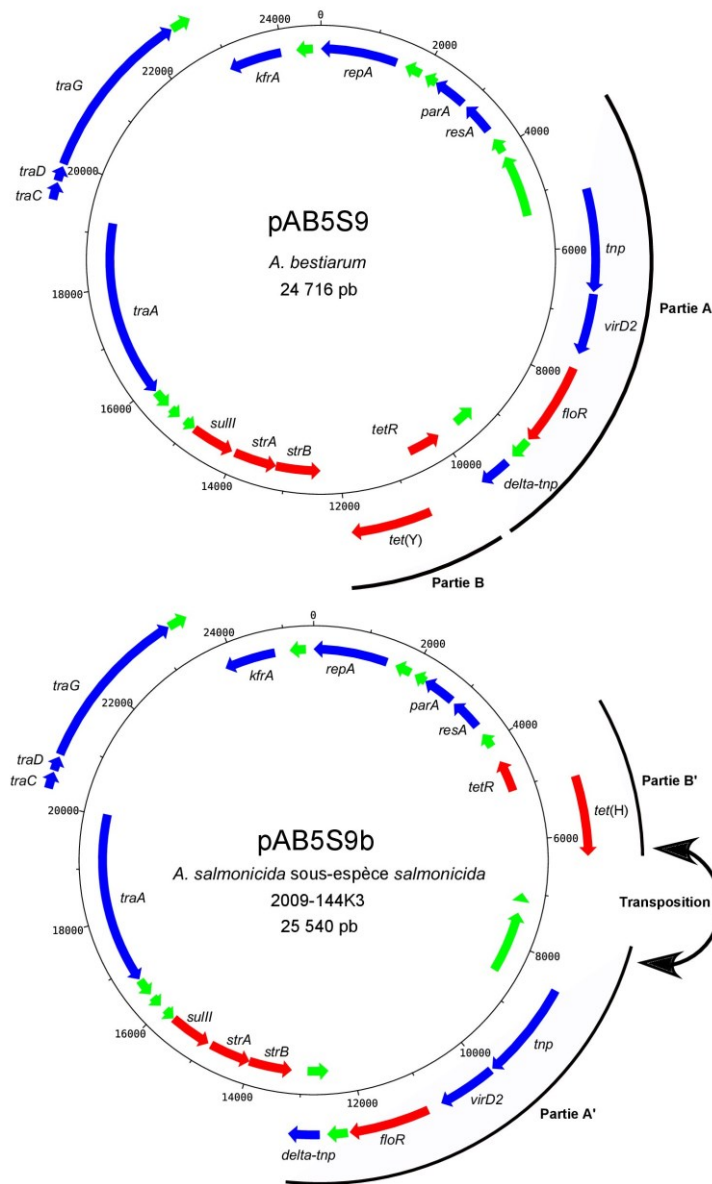 0
24000
2000
22000
4000
20000
6000
18000
8000
16000
10000
14000
12000
traG
kfrA
repA
parA
resA
traD
traC
pAB5S9
A. bestiarum
24 716 pb
tnp
Partie A
virD2
traA
floR
sulII
strA
strB
tetR
delta-tnp
tet(Y)
Partie B
0
24000
2000
22000
4000
20000
6000
18000
8000
16000
10000
14000
12000
traG
kfrA
repA
parA
resA
traD
traC
tetR
Partie B'
tet(H)
pAB5S9b
A. salmonicida sous-espèce salmonicida
2009-144K3
25 540 pb
Transposition
traA
sulII
strA
strB
tnp
virD2
Partie A'
floR
delta-tnp